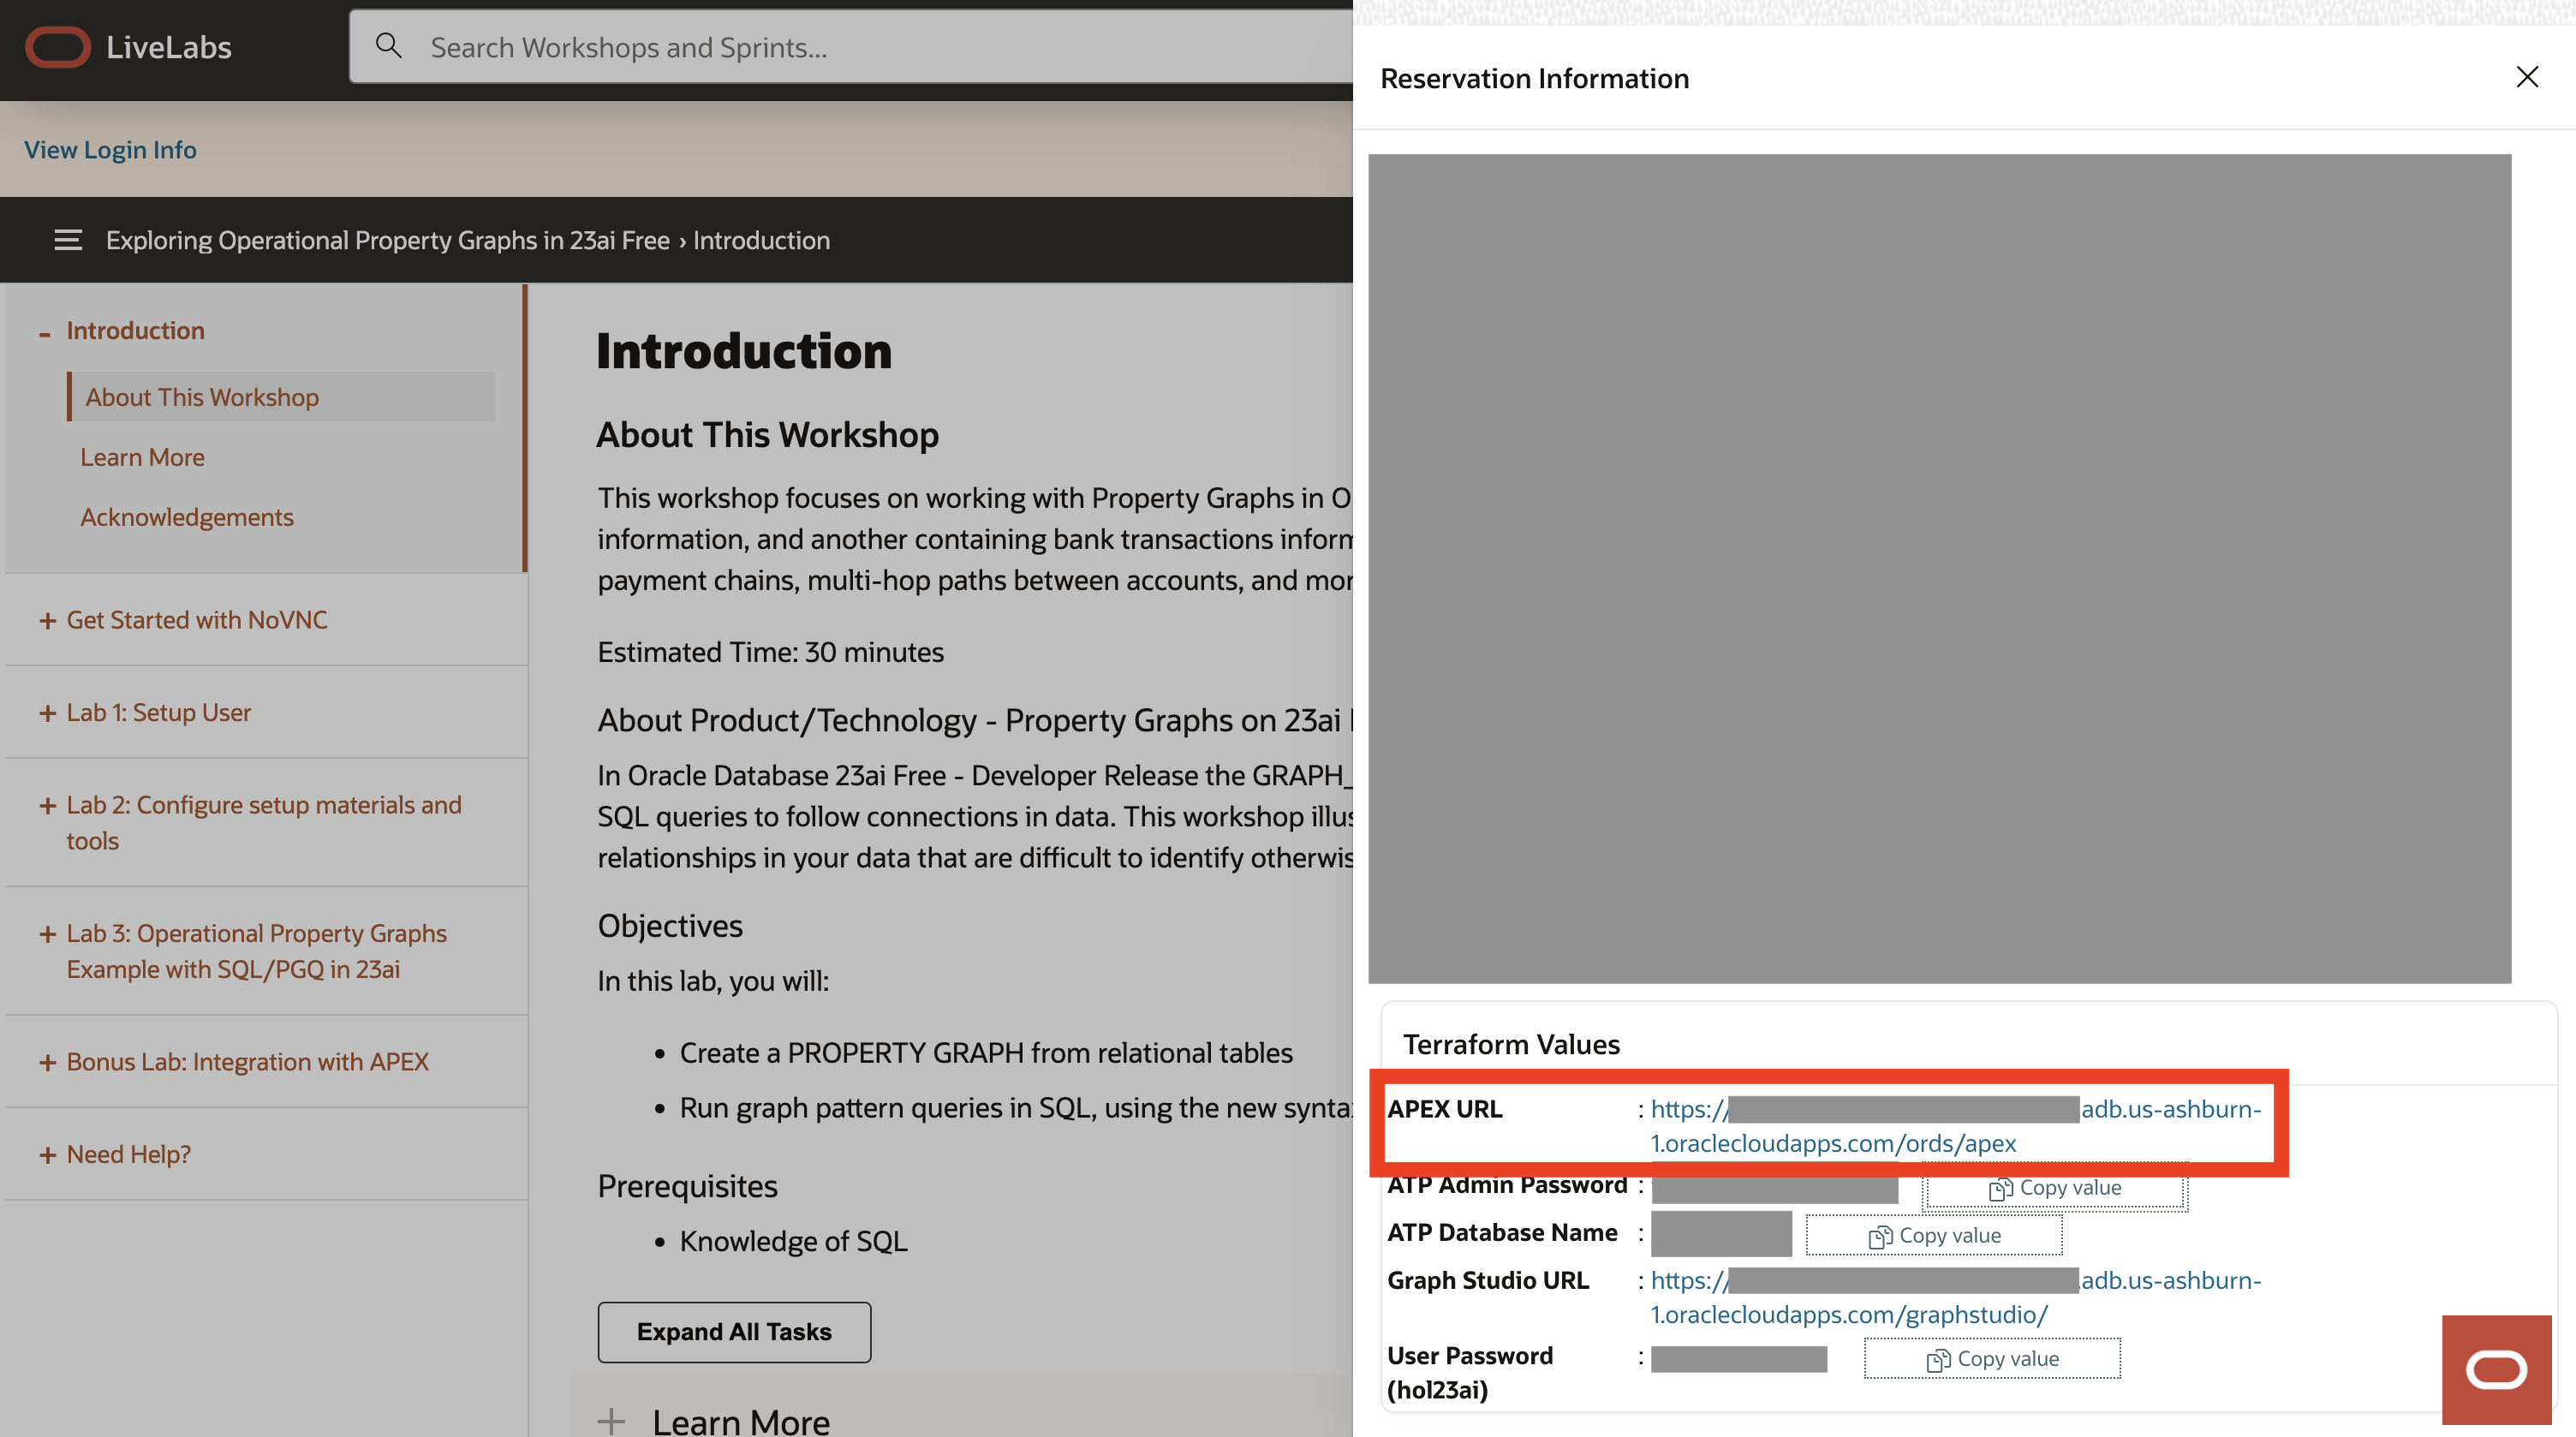 LiveLabs
Search Workshops and Sprints...
View Login Info
Exploring Operational Property Graphs in 23ai Free › Introduction
- Introduction
About This Workshop
Learn More
Acknowledgements
+ Get Started with NoVNC
+ Lab 1: Setup User
+ Lab 2: Configure setup materials and
tools
+ Lab 3: Operational Property Graphs
Example with SQL/PGQ in 23ai
+ Bonus Lab: Integration with APEX
+ Need Help?
Introduction
About This Workshop
This workshop focuses on working with Property Graphs in O
information, and another containing bank transactions inform
payment chains, multi-hop paths between accounts, and mor
Estimated Time: 30 minutes
About Product/Technology - Property Graphs on 23ai
In Oracle Database 23ai Free - Developer Release the GRAPH_
SQL queries to follow connections in data. This workshop illus
relationships in your data that are difficult to identify otherwis
Objectives
In this lab, you will:
• Create a PROPERTY GRAPH from relational tables
• Run graph pattern queries in SQL, using the new synta
Prerequisites
• Knowledge of SQL
Expand All Tasks
+ Learn More
Reservation Information
Terraform Values
APEX URL : https:// adb.us-ashburn-
1.oraclecloudapps.com/ords/apex
ATP Admin Password : Copy value
ATP Database Name : Copy value
Graph Studio URL : https:// .adb.us-ashburn-
1.oraclecloudapps.com/graphstudio/
User Password : Copy value
(hol23ai)